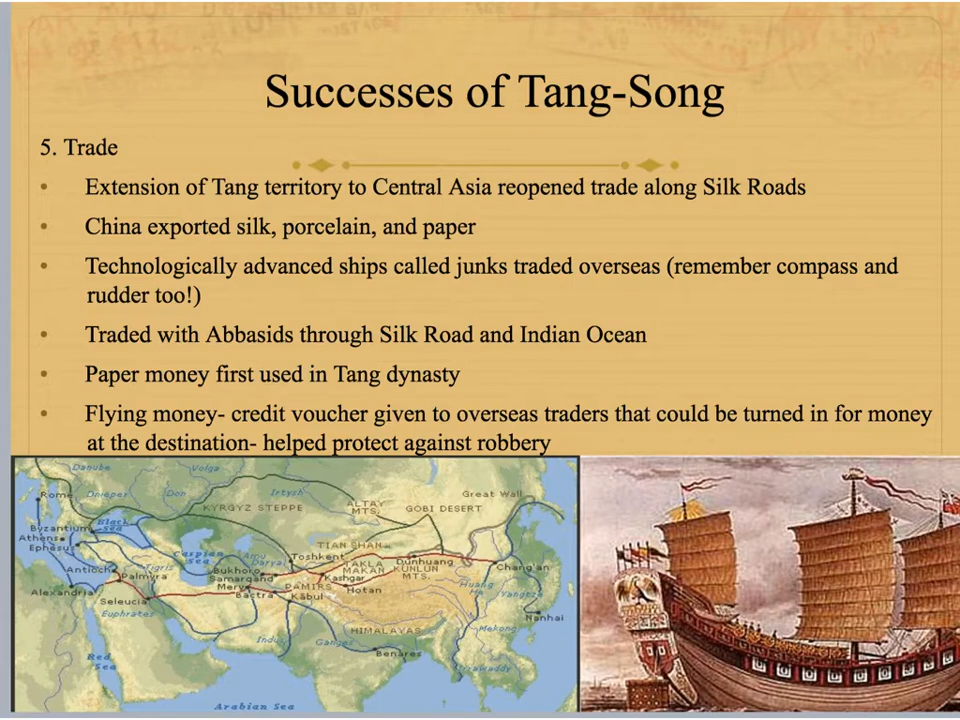 Successes of Tang-Song
5. Trade
• Extension of Tang territory to Central Asia reopened trade along Silk Roads
• China exported silk, porcelain, and paper
• Technologically advanced ships called junks traded overseas (remember compass and
rudder too!)
• Traded with Abbasids through Silk Road and Indian Ocean
• Paper money first used in Tang dynasty
• Flying money- credit voucher given to overseas traders that could be turned in for money
at the destination- helped protect against robbery
Danube
Volga
Rome
Dnieper
Don
Irtysh
Great Wall
KYRGYZ STEPPE
ALTAY
MTS.
GOBI DESERT
Byzantium
Black
Sea
Athens
Ephesus
Caspian
Sea
Amu
Daryal
TIAN SHAN
Toshkent
Dunhuang
Antioch
Tigris
Bukhoro
TAKLA
MAKAN
KUNLUN
MTS.
Chang'an
Palmyra
Samarqand
Kashgar
Alexandria
Merv
PAMIRS
Hotan
Huang
He
Yangtze
Seleucia
Bactra
Kābul
Euphrates
Nanhai
Indus
Ganges
HIMALAYAS
Mekong
Benares
Red
Sea
Irrawaddy
Arabian Sea